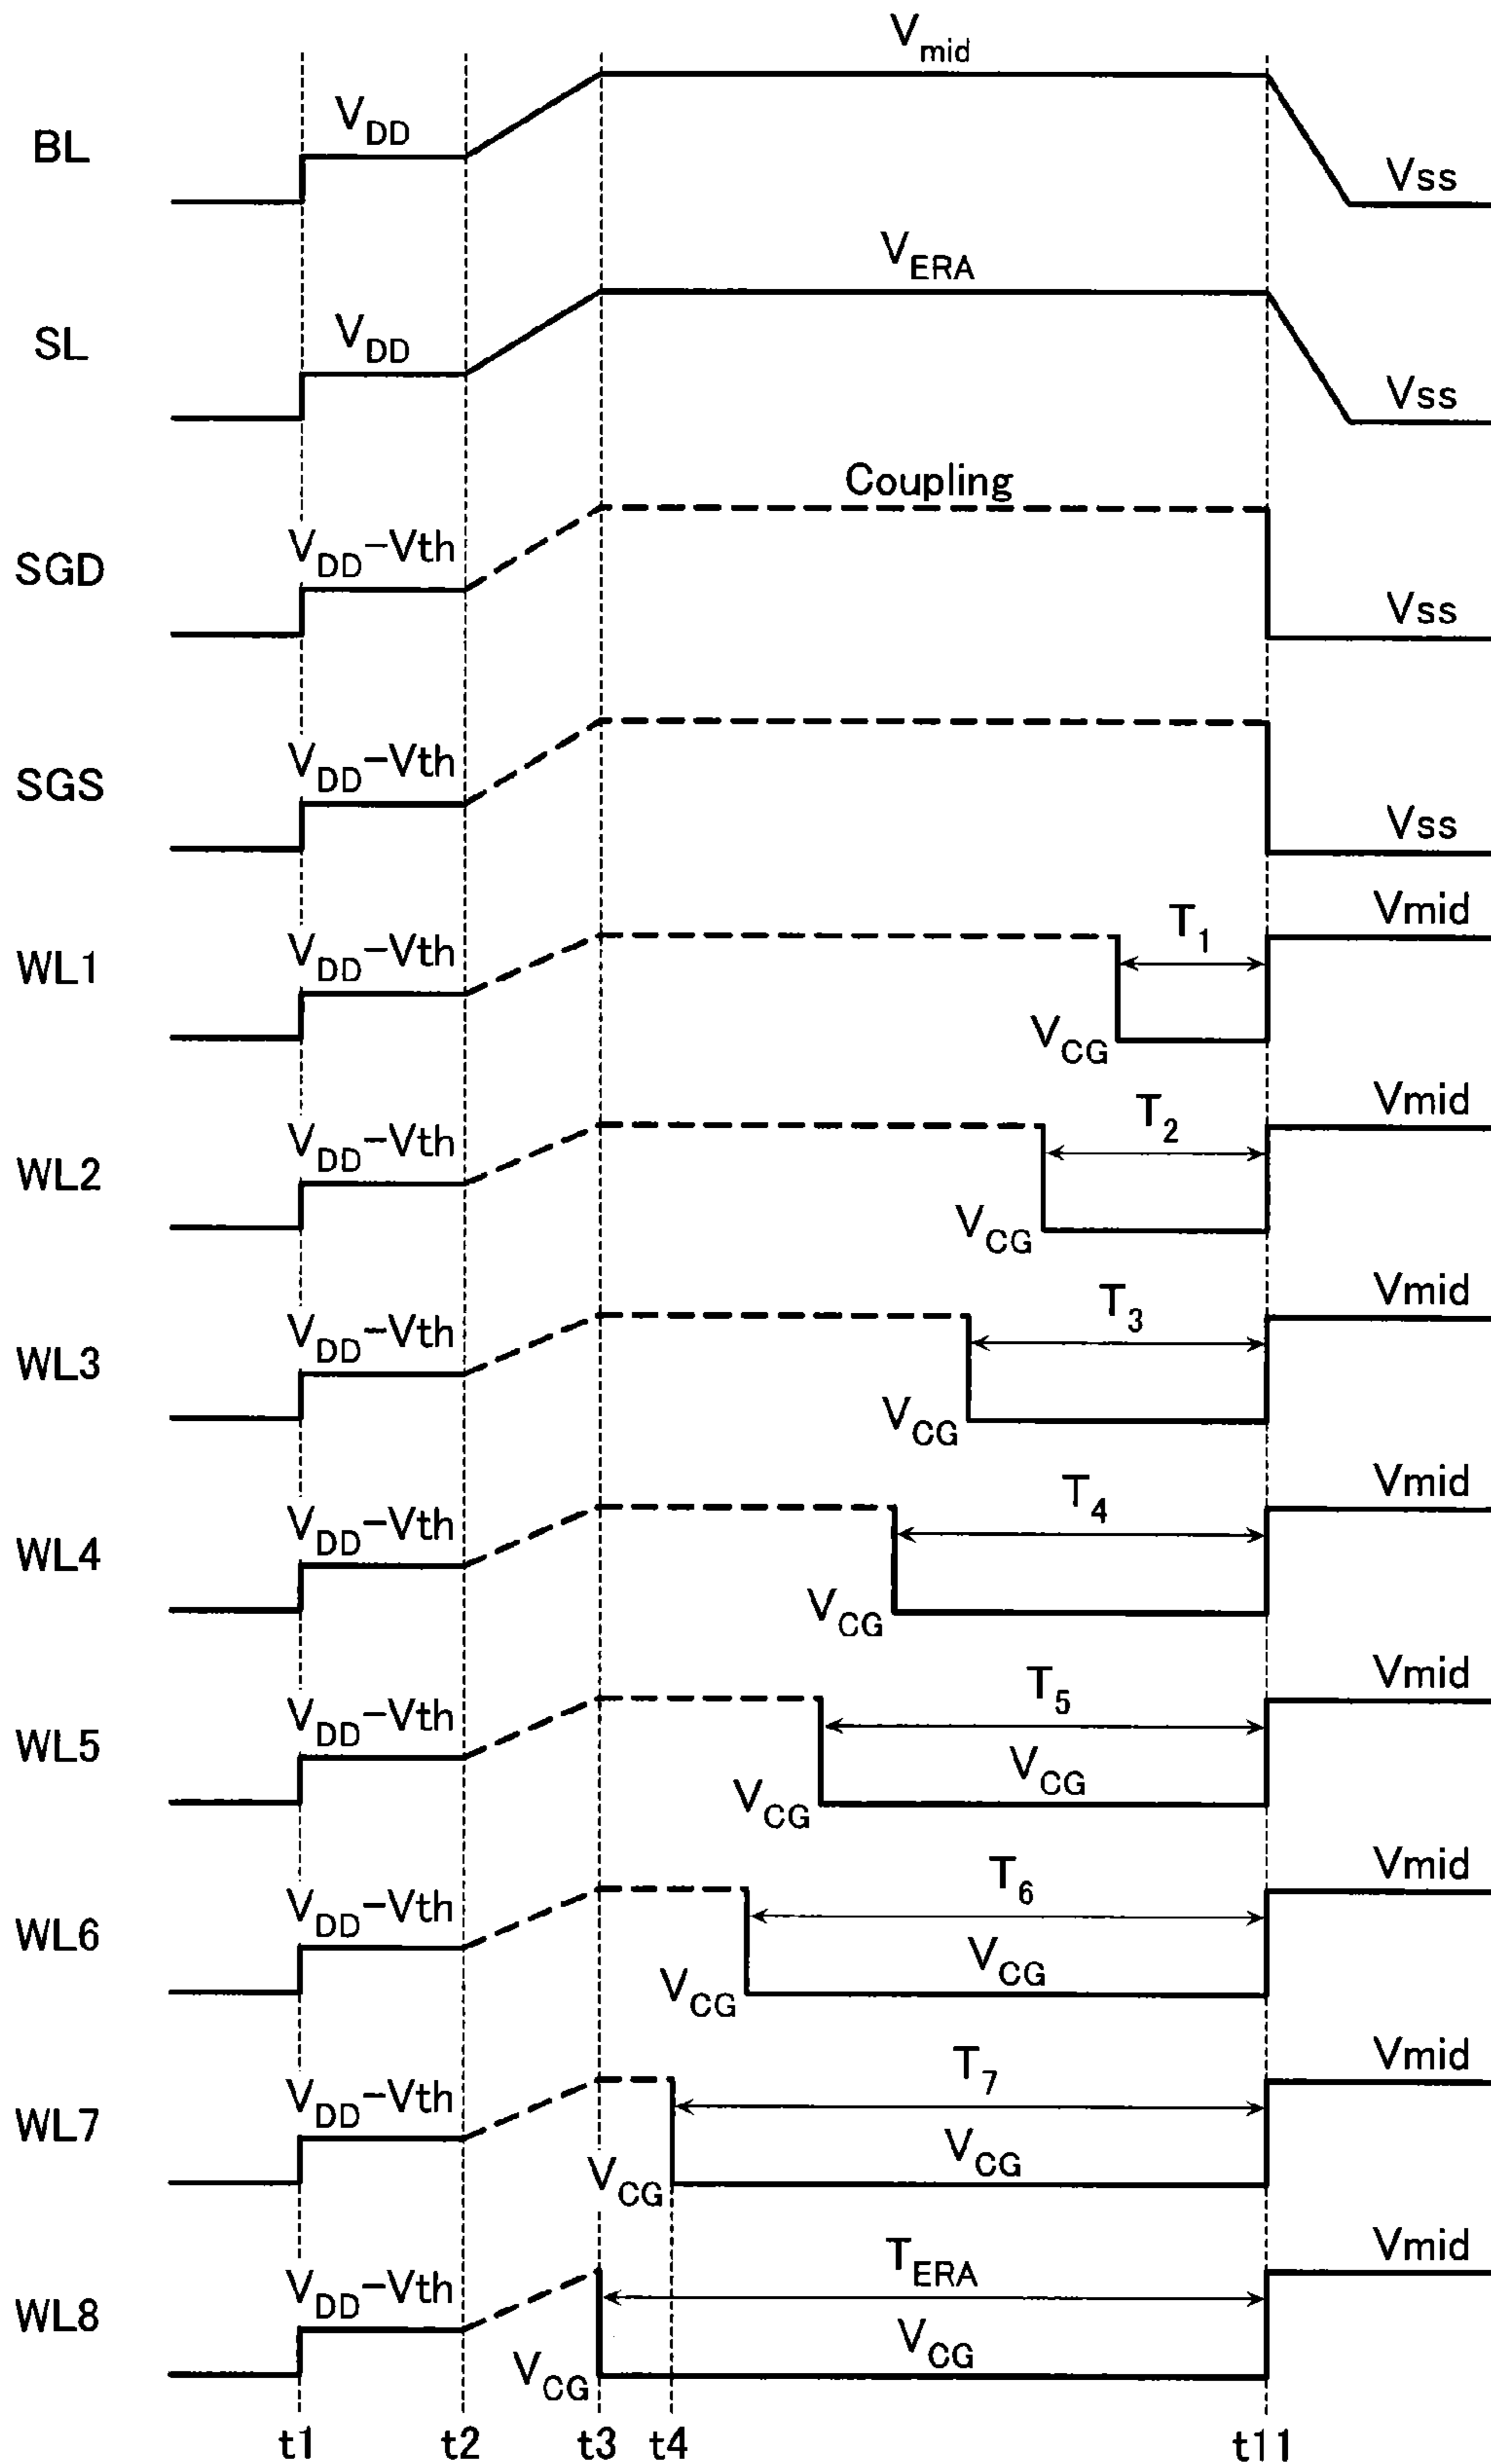 V_mid
BL V_DD Vss
V_ERA
SL V_DD Vss
Coupling
SGD V_DD-Vth Vss
SGS V_DD-Vth Vss
WL1 V_DD-Vth T_1 Vmid
V_CG
WL2 V_DD-Vth T_2 Vmid
V_CG
WL3 V_DD-Vth T_3 Vmid
V_CG
WL4 V_DD-Vth T_4 Vmid
V_CG
WL5 V_DD-Vth T_5 Vmid
V_CG V_CG
WL6 V_DD-Vth T_6 Vmid
V_CG V_CG
WL7 V_DD-Vth T_7 Vmid
V_CG V_CG
WL8 V_DD-Vth T_ERA Vmid
V_CG V_CG
t1 t2 t3 t4 t11